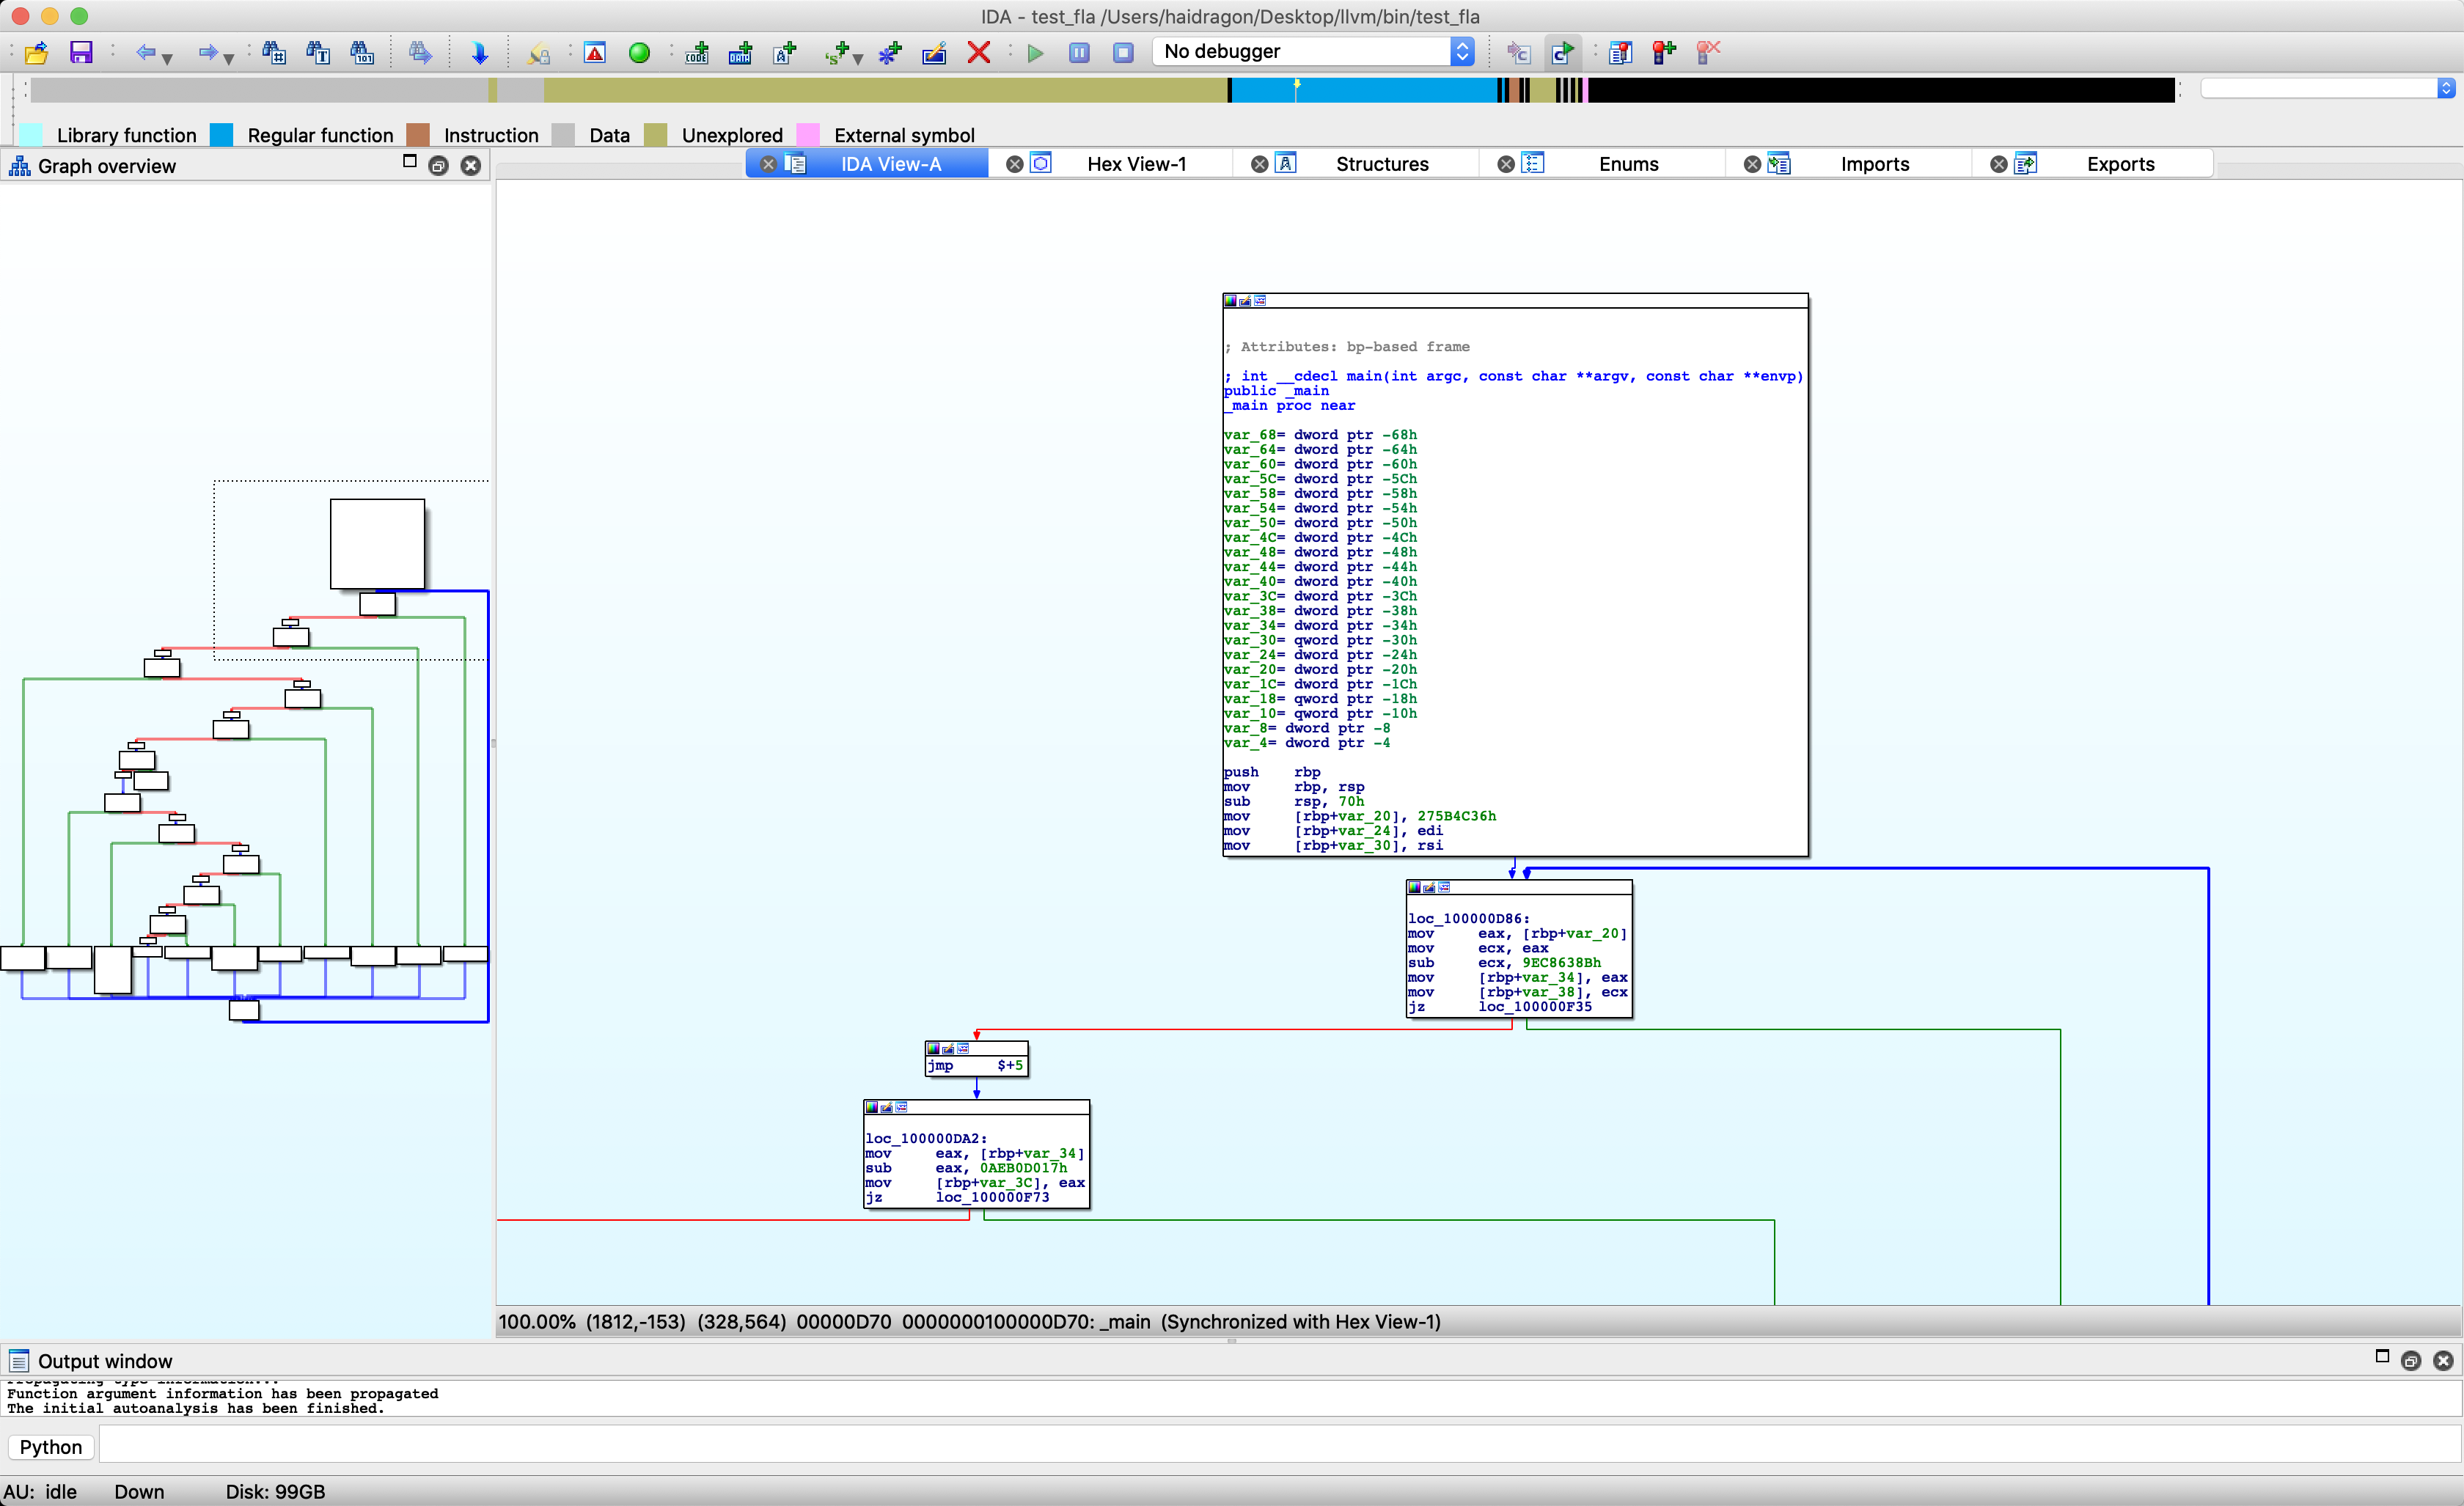 IDA - test_fla /Users/haidragon/Desktop/llvm/bin/test_fla
No debugger
Library function Regular function Instruction Data Unexplored External symbol
Graph overview
IDA View-A Hex View-1 Structures Enums Imports Exports
; Attributes: bp-based frame
; int __cdecl main(int argc, const char **argv, const char **envp)
public _main
_main proc near
var_68= dword ptr -68h
var_64= dword ptr -64h
var_60= dword ptr -60h
var_5C= dword ptr -5Ch
var_58= dword ptr -58h
var_54= dword ptr -54h
var_50= dword ptr -50h
var_4C= dword ptr -4Ch
var_48= dword ptr -48h
var_44= dword ptr -44h
var_40= dword ptr -40h
var_3C= dword ptr -3Ch
var_38= dword ptr -38h
var_34= dword ptr -34h
var_30= qword ptr -30h
var_24= dword ptr -24h
var_20= dword ptr -20h
var_1C= dword ptr -1Ch
var_18= qword ptr -18h
var_10= qword ptr -10h
var_8= dword ptr -8
var_4= dword ptr -4
push rbp
mov rbp, rsp
sub rsp, 70h
mov [rbp+var_20], 275B4C36h
mov [rbp+var_24], edi
mov [rbp+var_30], rsi
loc_100000D86:
mov eax, [rbp+var_20]
mov ecx, eax
sub ecx, 9EC8638Bh
mov [rbp+var_34], eax
mov [rbp+var_38], ecx
jz loc_100000F35
jmp $+5
loc_100000DA2:
mov eax, [rbp+var_34]
sub eax, 0AEB0D017h
mov [rbp+var_3C], eax
jz loc_100000F73
100.00% (1812,-153) (328,564) 00000D70 0000000100000D70: _main (Synchronized with Hex View-1)
Output window
Propagating type information...
Function argument information has been propagated
The initial autoanalysis has been finished.
Python
AU: idle Down Disk: 99GB